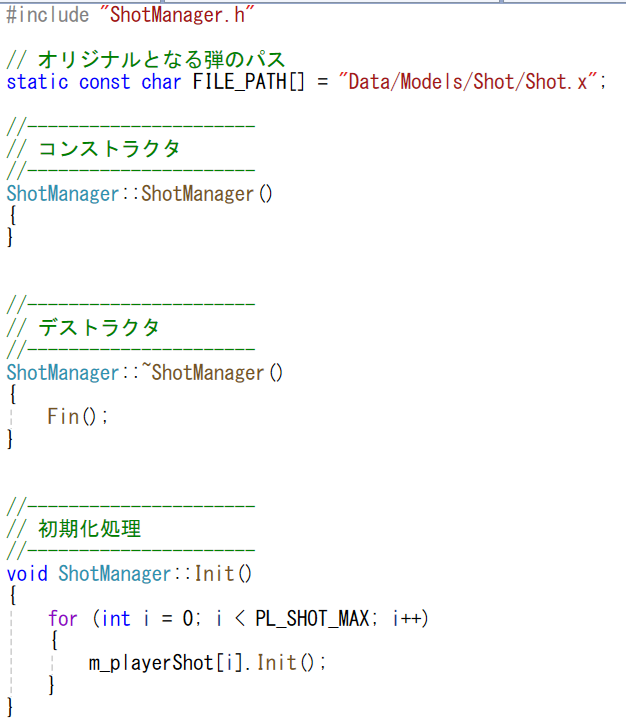 #include "ShotManager.h"
// オリジナルとなる弾のパス
static const char FILE_PATH[] = "Data/Models/Shot/Shot.x";
//----------------------
// コンストラクタ
//----------------------
ShotManager::ShotManager()
{
}
//----------------------
// デストラクタ
//----------------------
ShotManager::~ShotManager()
{
    Fin();
}
//----------------------
// 初期化処理
//----------------------
void ShotManager::Init()
{
    for (int i = 0; i < PL_SHOT_MAX; i++)
    {
        m_playerShot[i].Init();
    }
}